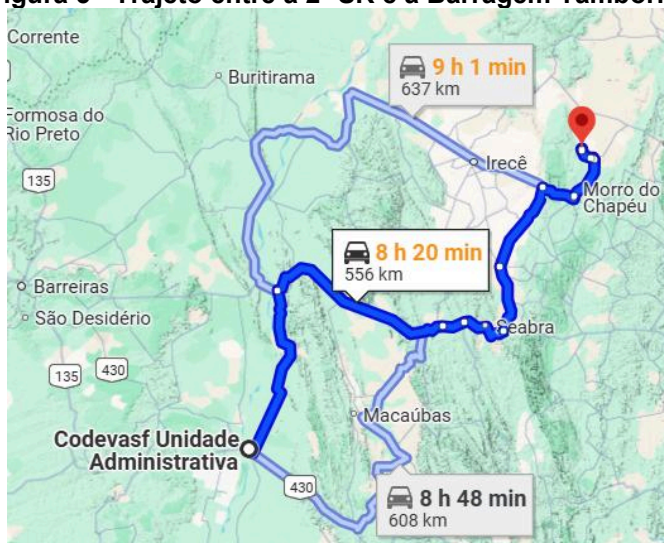 Trajeto entre a 2ª SR e a Barragem
Corrente
9 h 1 min
637 km
Buritirama
Formosa do
Rio Preto
Irecê
135
Morro do
Chapéu
8 h 20 min
556 km
Barreiras
São Desidério
Seabra
135
430
Macaúbas
Codevasf Unidade
Administrativa
430
8 h 48 min
608 km